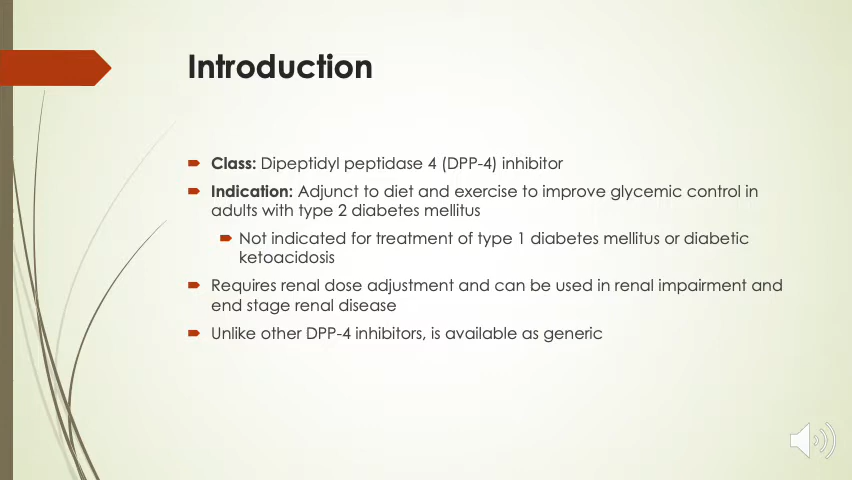 Introduction
Class: Dipeptidyl peptidase 4 (DPP-4) inhibitor
Indication: Adjunct to diet and exercise to improve glycemic control in
adults with type 2 diabetes mellitus
Not indicated for treatment of type 1 diabetes mellitus or diabetic
ketoacidosis
Requires renal dose adjustment and can be used in renal impairment and
end stage renal disease
Unlike other DPP-4 inhibitors, is available as generic